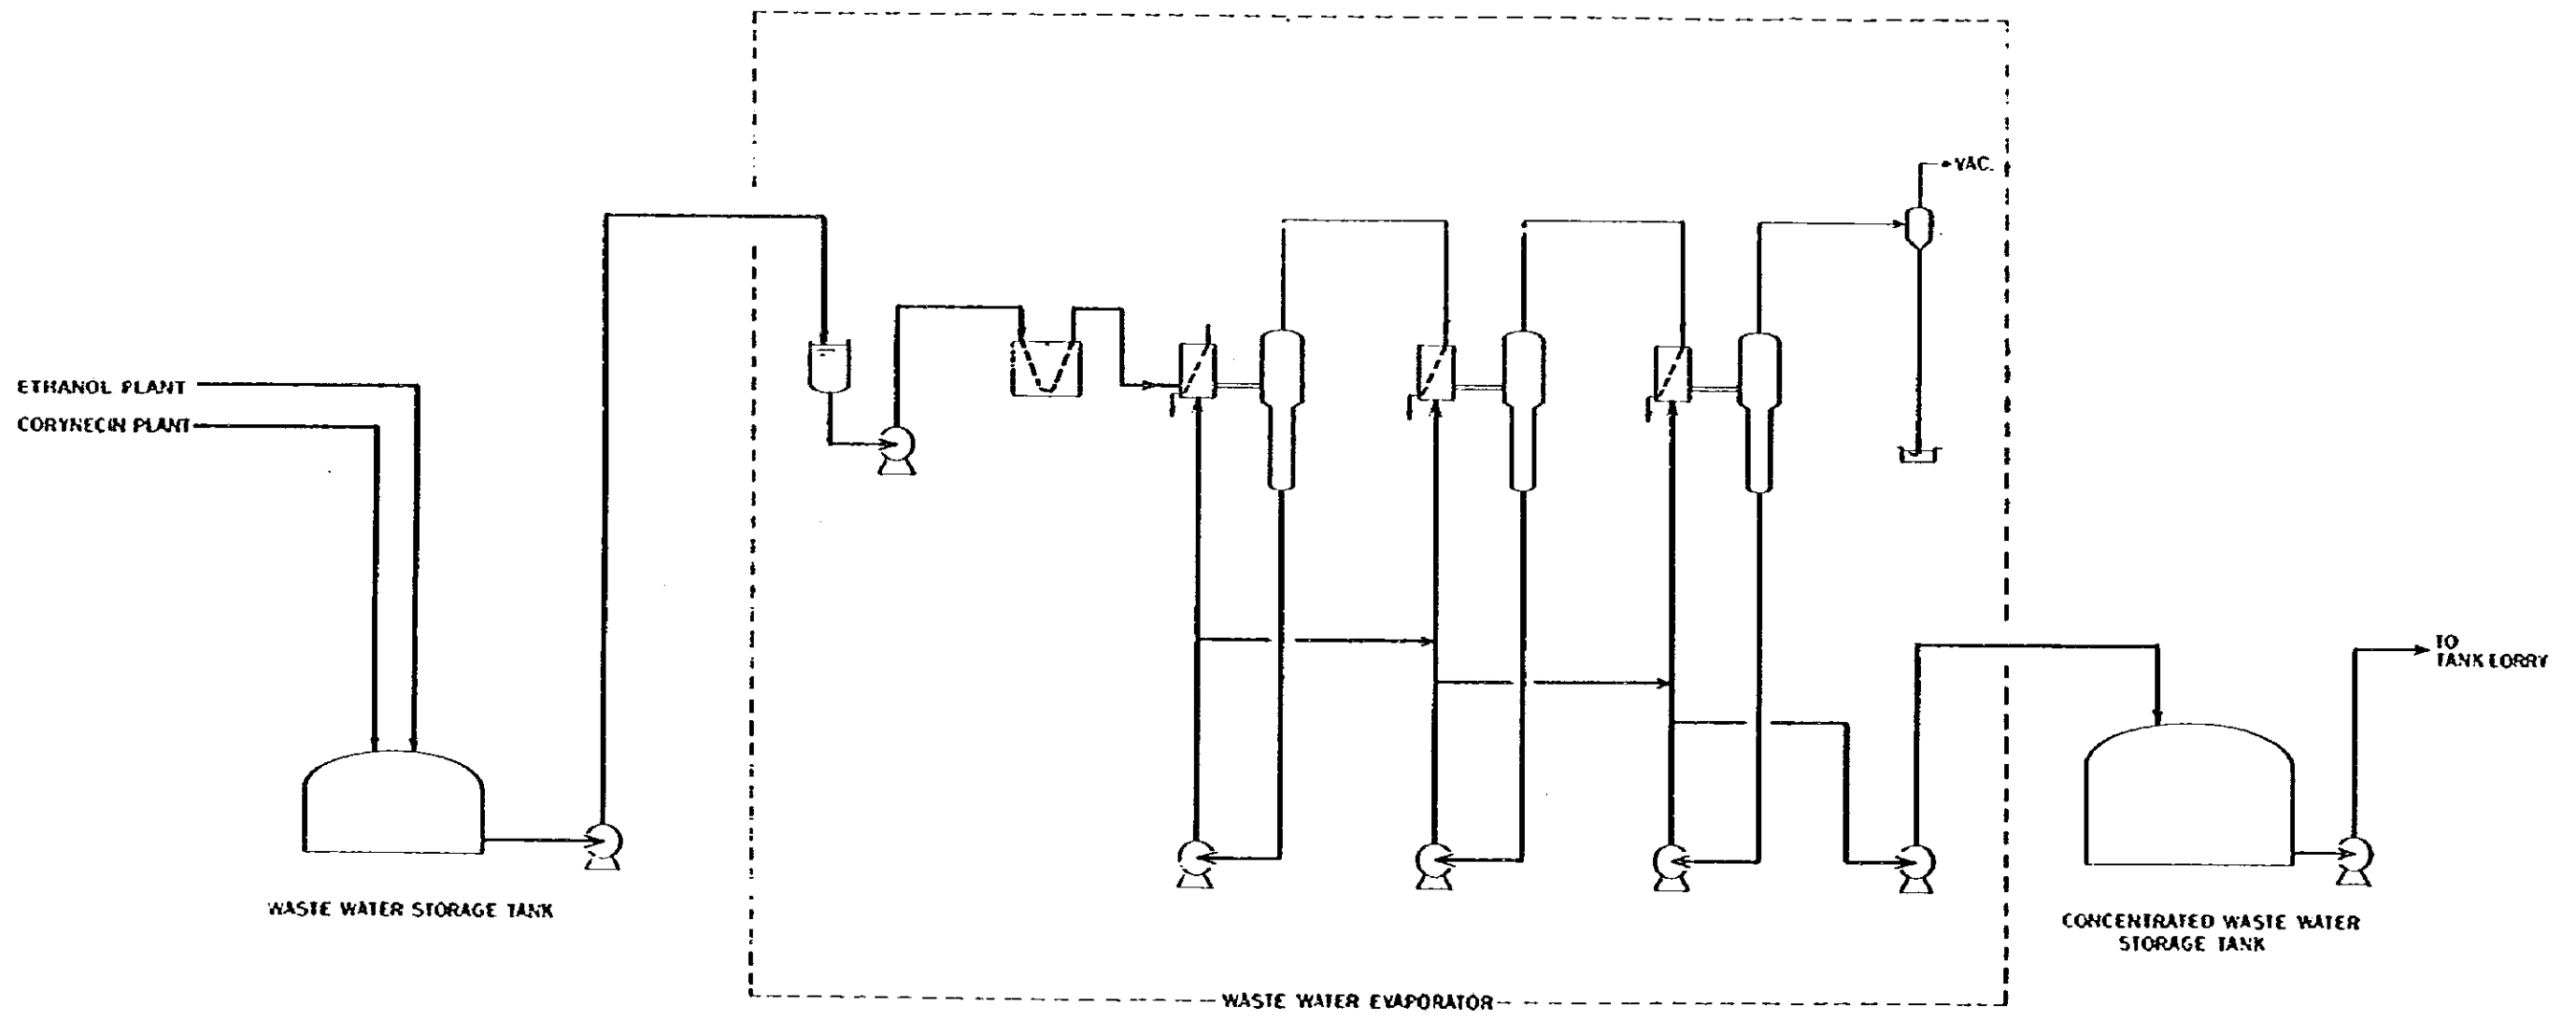 VAC.
ETHANOL PLANT
CORYNECIN PLANT
TO
TANK LORRY
WASTE WATER STORAGE TANK
CONCENTRATED WASTE WATER
STORAGE TANK
WASTE WATER EVAPORATOR